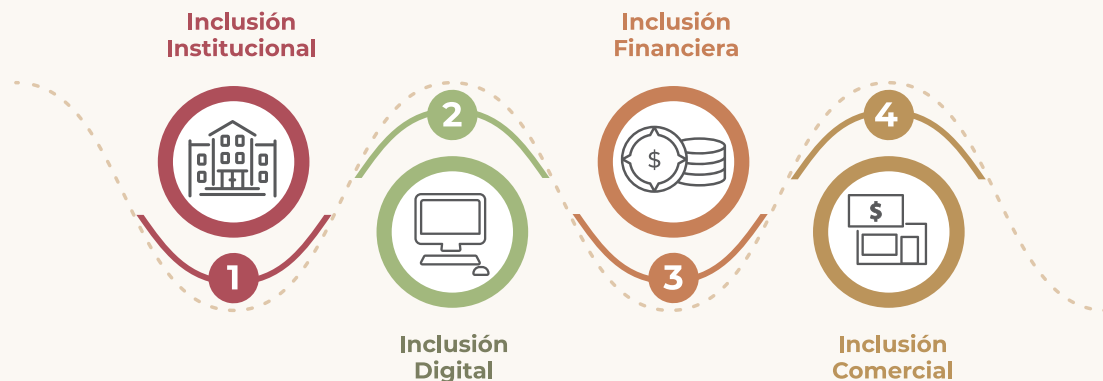 Inclusión
Institucional
1
2
Inclusión
Digital
Inclusión
Financiera
$
3
4
$
Inclusión
Comercial